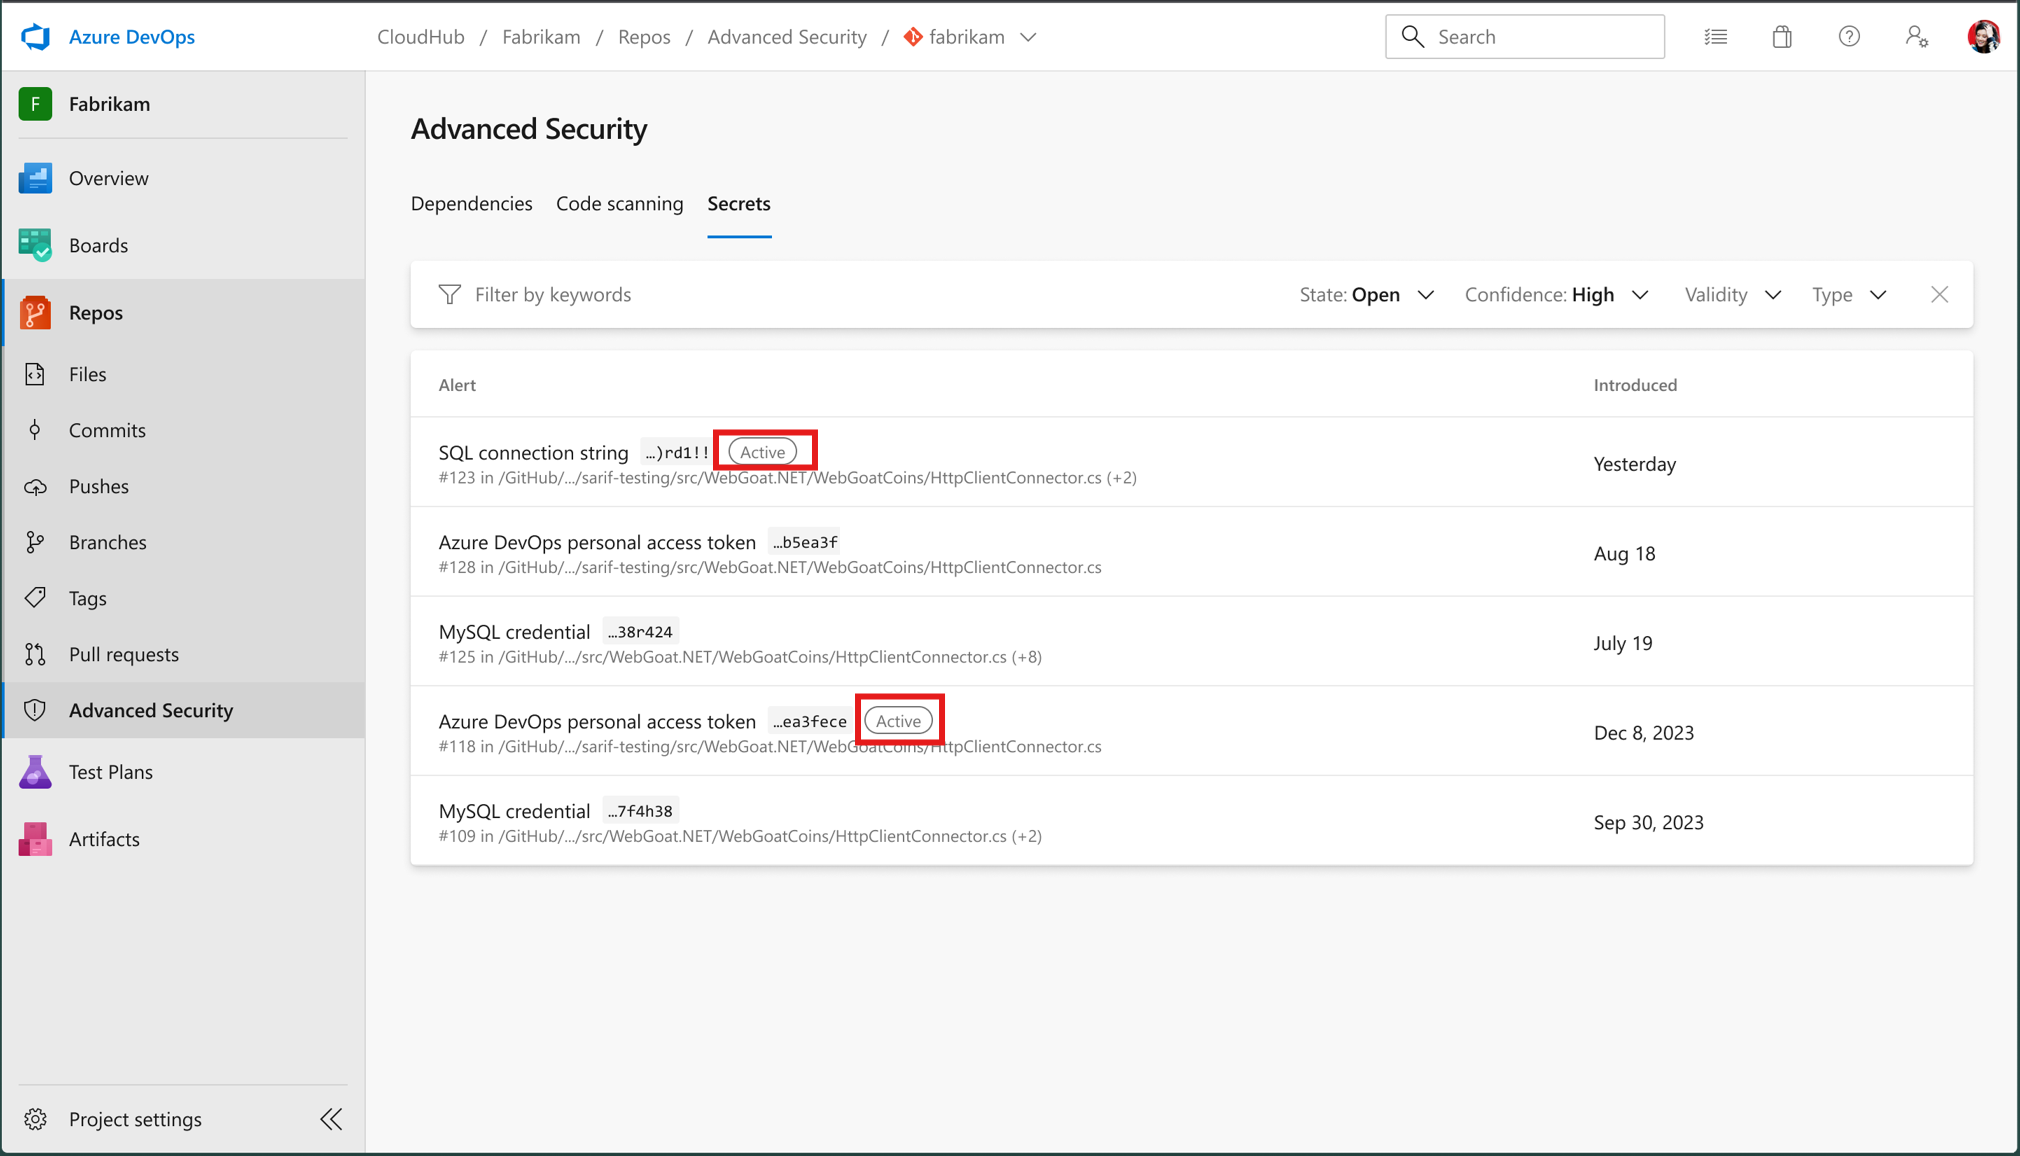 Azure DevOps
CloudHub / Fabrikam / Repos / Advanced Security / fabrikam
Search
F Fabrikam
Overview
Boards
Repos
Files
Commits
Pushes
Branches
Tags
Pull requests
Advanced Security
Test Plans
Artifacts
Project settings
Advanced Security
Dependencies Code scanning Secrets
Filter by keywords State: Open Confidence: High Validity Type
Alert Introduced
SQL connection string ...)rd1!! Active
#123 in /GitHub/.../sarif-testing/src/WebGoat.NET/WebGoatCoins/HttpClientConnector.cs (+2)
Yesterday
Azure DevOps personal access token ...b5ea3f
#128 in /GitHub/.../sarif-testing/src/WebGoat.NET/WebGoatCoins/HttpClientConnector.cs
Aug 18
MySQL credential ...38r424
#125 in /GitHub/.../src/WebGoat.NET/WebGoatCoins/HttpClientConnector.cs (+8)
July 19
Azure DevOps personal access token ...ea3fece Active
#118 in /GitHub/.../sarif-testing/src/WebGoat.NET/WebGoatCoins/HttpClientConnector.cs
Dec 8, 2023
MySQL credential ...7f4h38
#109 in /GitHub/.../src/WebGoat.NET/WebGoatCoins/HttpClientConnector.cs (+2)
Sep 30, 2023